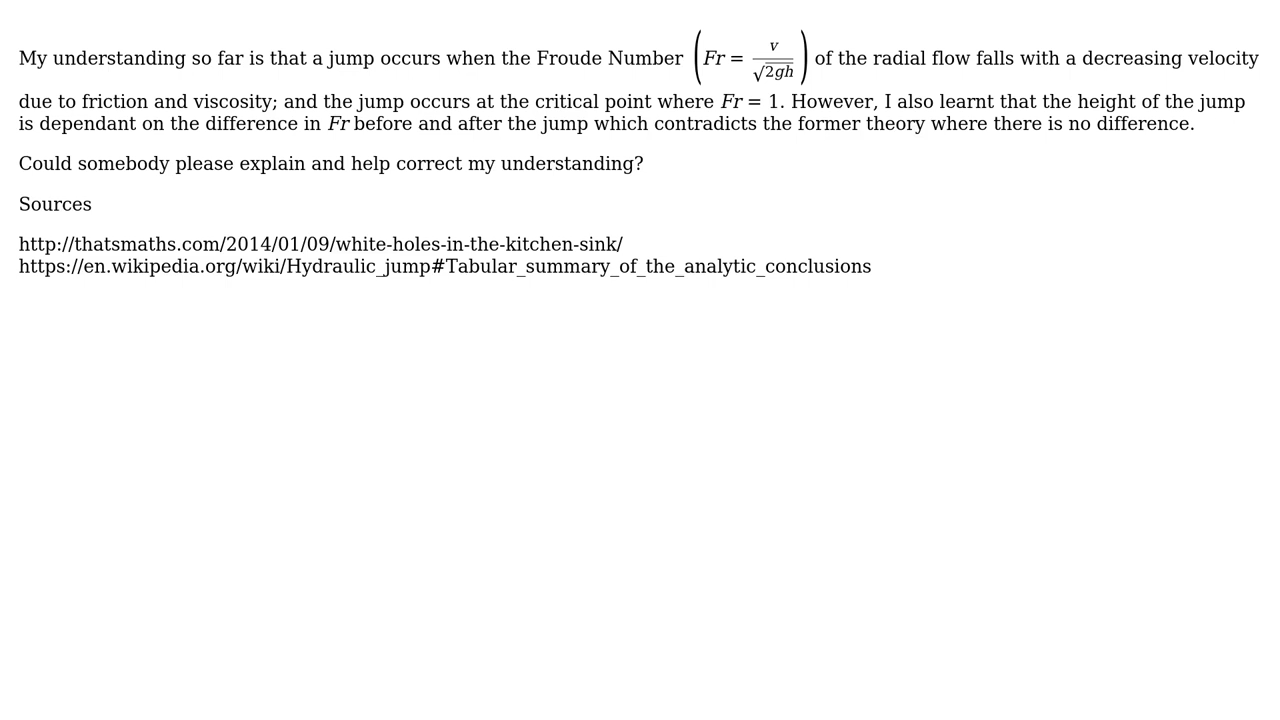 My understanding so far is that a jump occurs when the Froude Number (Fr = v/√2gh) of the radial flow falls with a decreasing velocity
due to friction and viscosity; and the jump occurs at the critical point where Fr = 1. However, I also learnt that the height of the jump
is dependant on the difference in Fr before and after the jump which contradicts the former theory where there is no difference.
Could somebody please explain and help correct my understanding?
Sources
http://thatsmaths.com/2014/01/09/white-holes-in-the-kitchen-sink/
https://en.wikipedia.org/wiki/Hydraulic_jump#Tabular_summary_of_the_analytic_conclusions